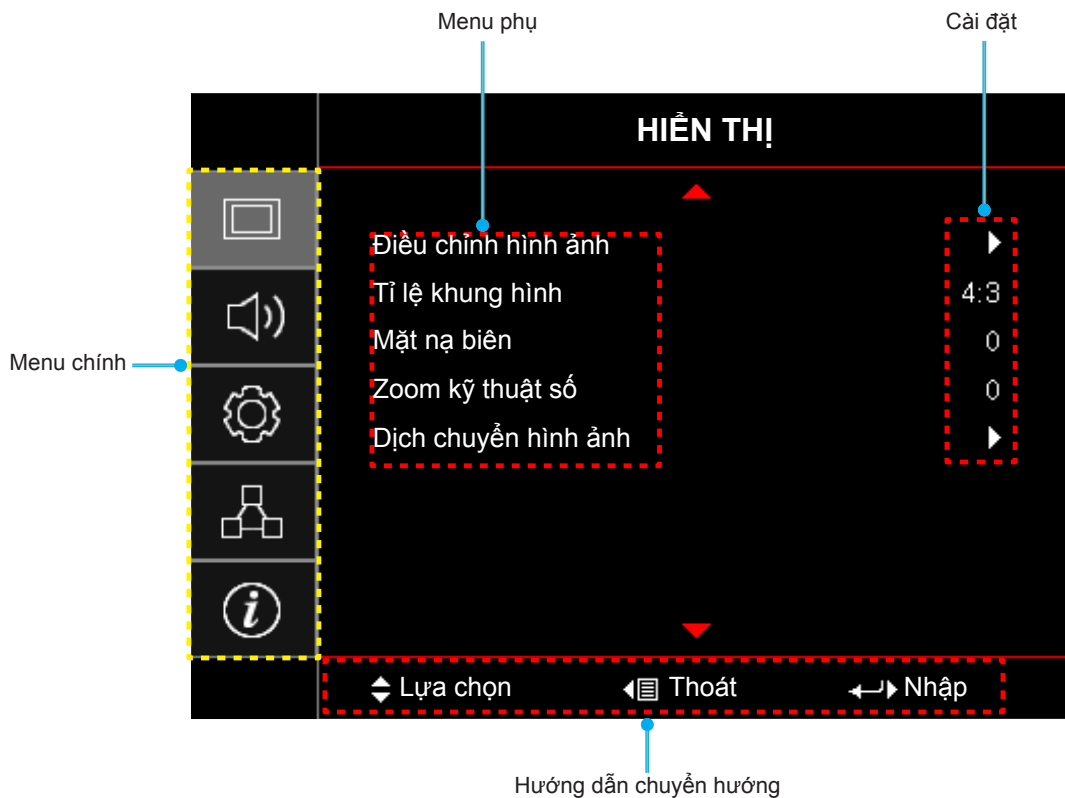 Menu phụ
Cài đặt
HIỂN THỊ
Điều chỉnh hình ảnh
Tỉ lệ khung hình 4:3
Mặt nạ biên 0
Zoom kỹ thuật số 0
Dịch chuyển hình ảnh
Menu chính
Lựa chọn Thoát Nhập
Hướng dẫn chuyển hướng